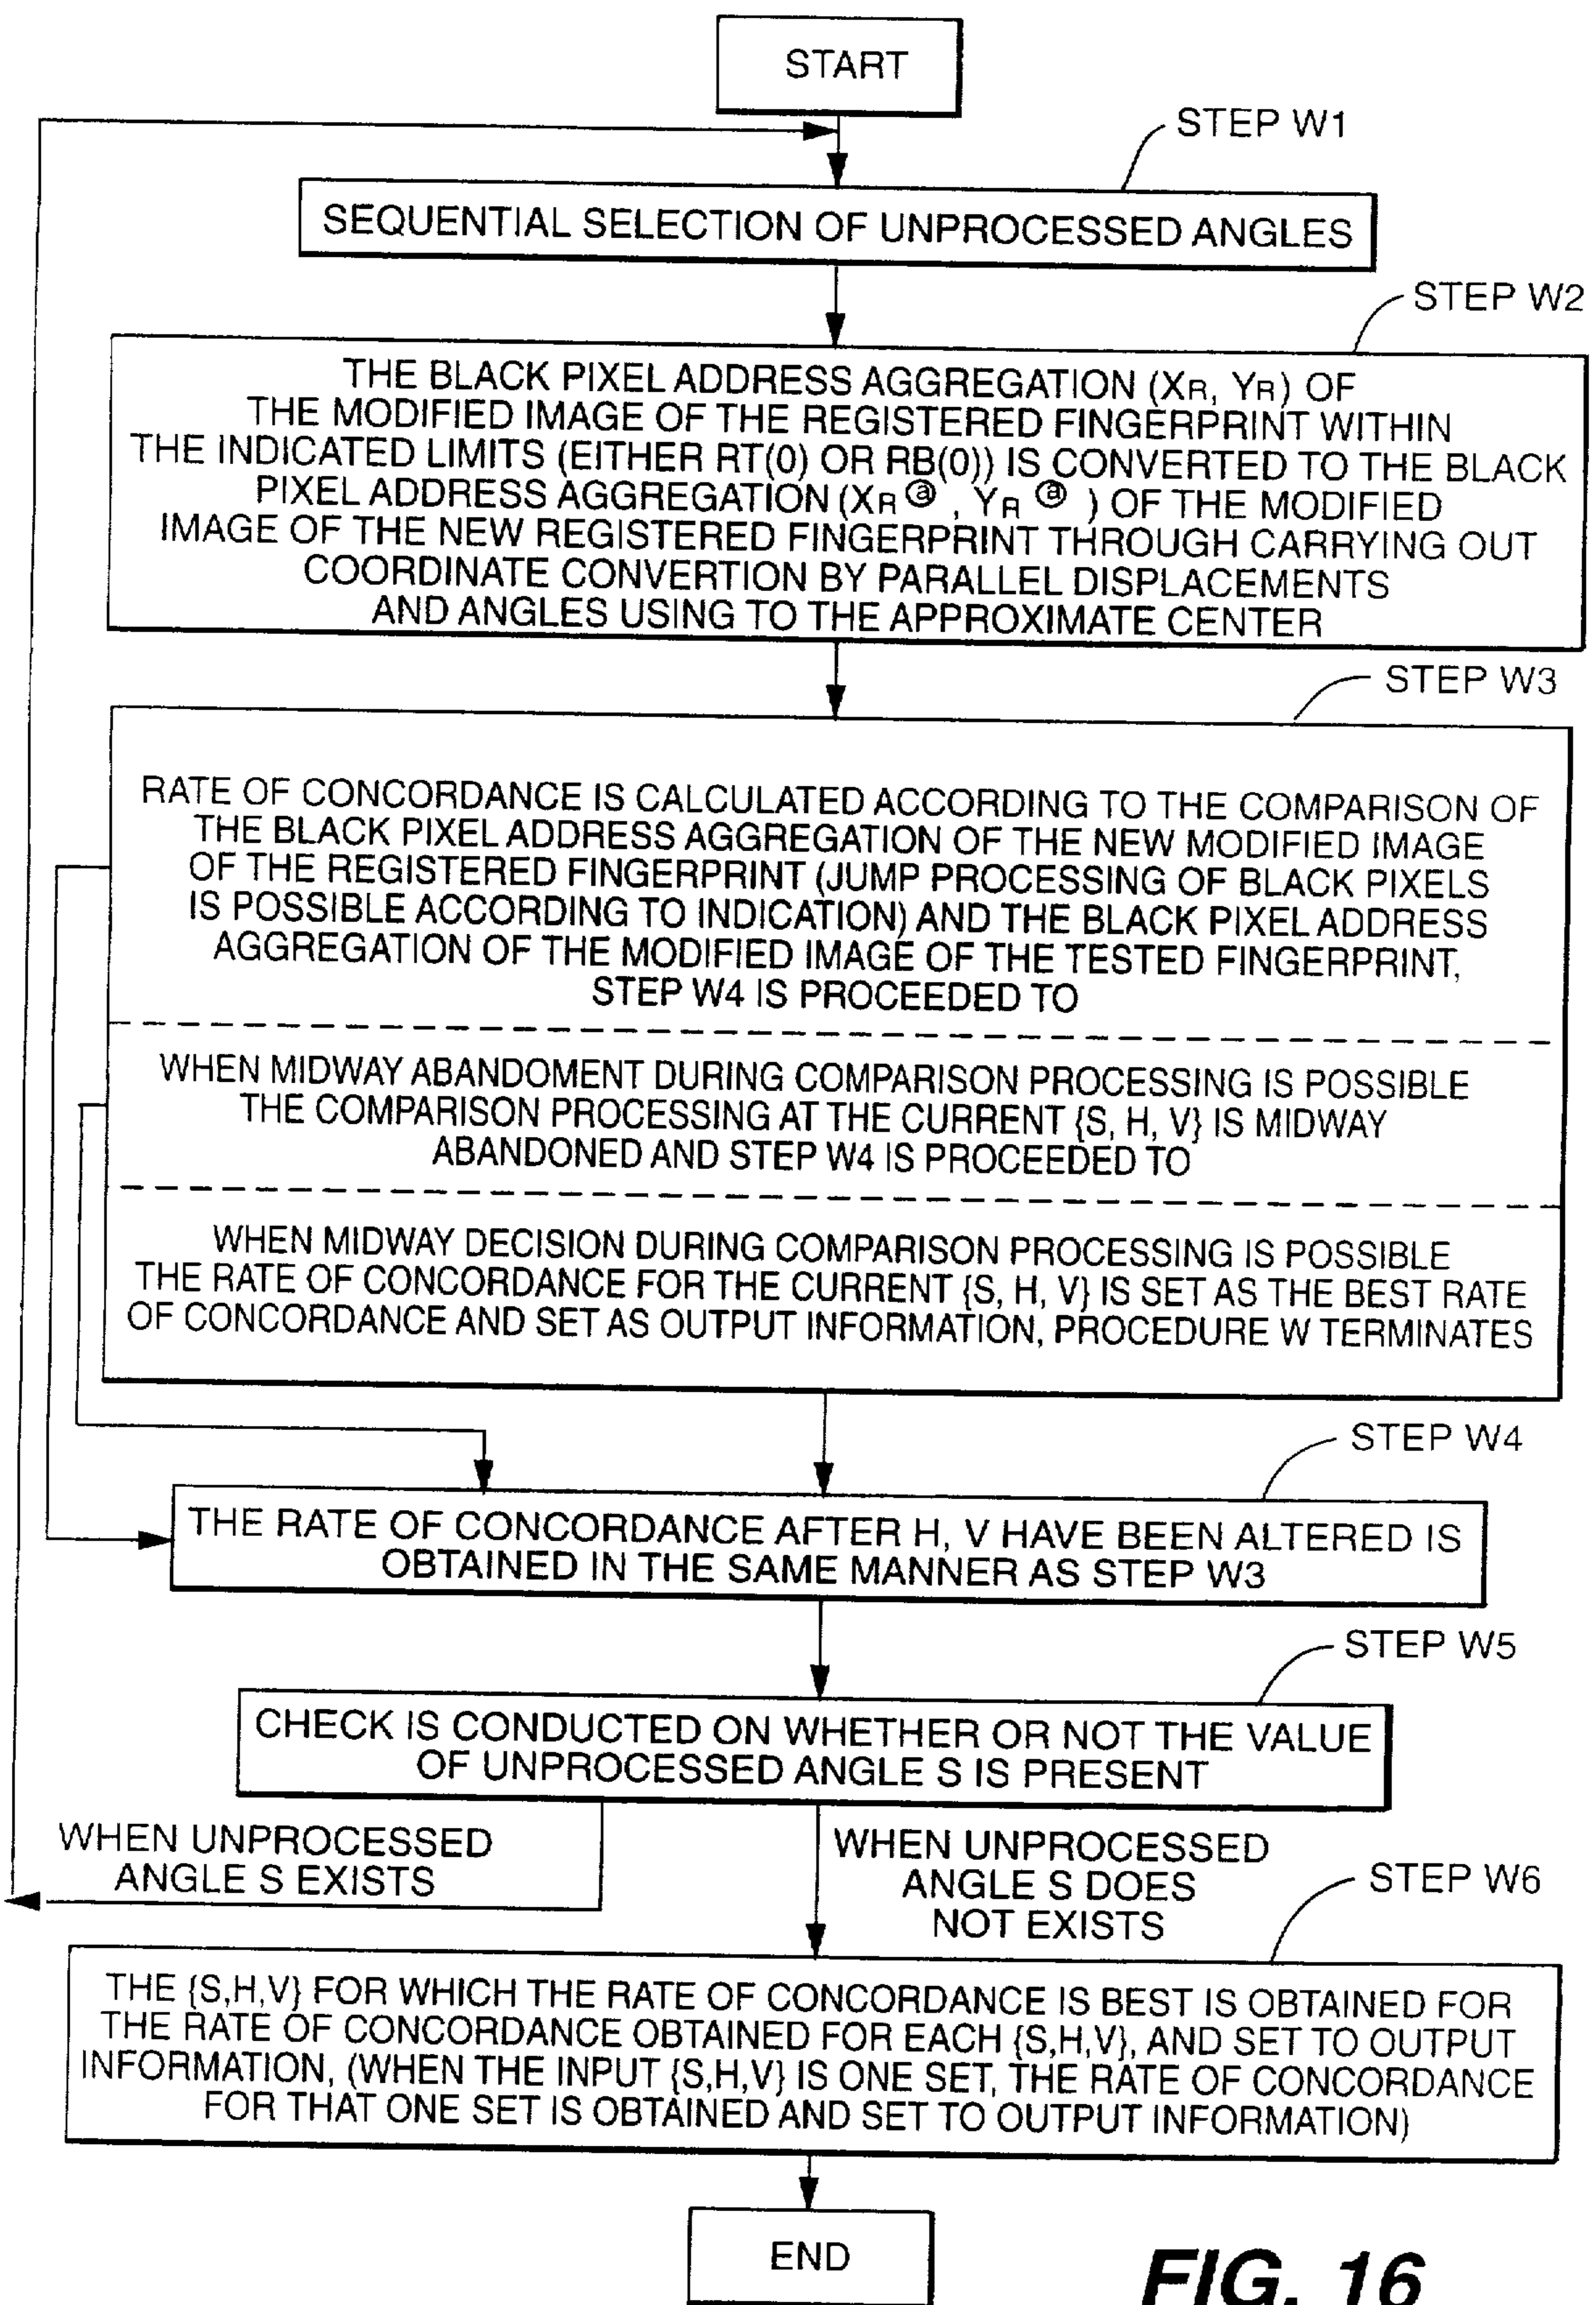 START
STEP W1
SEQUENTIAL SELECTION OF UNPROCESSED ANGLES
STEP W2
THE BLACK PIXEL ADDRESS AGGREGATION (XR, YR) OF
THE MODIFIED IMAGE OF THE REGISTERED FINGERPRINT WITHIN
THE INDICATED LIMITS (EITHER RT(0) OR RB(0)) IS CONVERTED TO THE BLACK
PIXEL ADDRESS AGGREGATION (XR ⓐ , YR ⓐ ) OF THE MODIFIED
IMAGE OF THE NEW REGISTERED FINGERPRINT THROUGH CARRYING OUT
COORDINATE CONVERTION BY PARALLEL DISPLACEMENTS
AND ANGLES USING TO THE APPROXIMATE CENTER
STEP W3
RATE OF CONCORDANCE IS CALCULATED ACCORDING TO THE COMPARISON OF
THE BLACK PIXEL ADDRESS AGGREGATION OF THE NEW MODIFIED IMAGE
OF THE REGISTERED FINGERPRINT (JUMP PROCESSING OF BLACK PIXELS
IS POSSIBLE ACCORDING TO INDICATION) AND THE BLACK PIXEL ADDRESS
AGGREGATION OF THE MODIFIED IMAGE OF THE TESTED FINGERPRINT,
STEP W4 IS PROCEEDED TO
WHEN MIDWAY ABANDOMENT DURING COMPARISON PROCESSING IS POSSIBLE
THE COMPARISON PROCESSING AT THE CURRENT {S, H, V} IS MIDWAY
ABANDONED AND STEP W4 IS PROCEEDED TO
WHEN MIDWAY DECISION DURING COMPARISON PROCESSING IS POSSIBLE
THE RATE OF CONCORDANCE FOR THE CURRENT {S, H, V} IS SET AS THE BEST RATE
OF CONCORDANCE AND SET AS OUTPUT INFORMATION, PROCEDURE W TERMINATES
STEP W4
THE RATE OF CONCORDANCE AFTER H, V HAVE BEEN ALTERED IS
OBTAINED IN THE SAME MANNER AS STEP W3
STEP W5
CHECK IS CONDUCTED ON WHETHER OR NOT THE VALUE
OF UNPROCESSED ANGLE S IS PRESENT
WHEN UNPROCESSED
ANGLE S EXISTS
WHEN UNPROCESSED
ANGLE S DOES
NOT EXISTS
STEP W6
THE {S,H,V} FOR WHICH THE RATE OF CONCORDANCE IS BEST IS OBTAINED FOR
THE RATE OF CONCORDANCE OBTAINED FOR EACH {S,H,V}, AND SET TO OUTPUT
INFORMATION, (WHEN THE INPUT {S,H,V} IS ONE SET, THE RATE OF CONCORDANCE
FOR THAT ONE SET IS OBTAINED AND SET TO OUTPUT INFORMATION)
END
FIG. 16